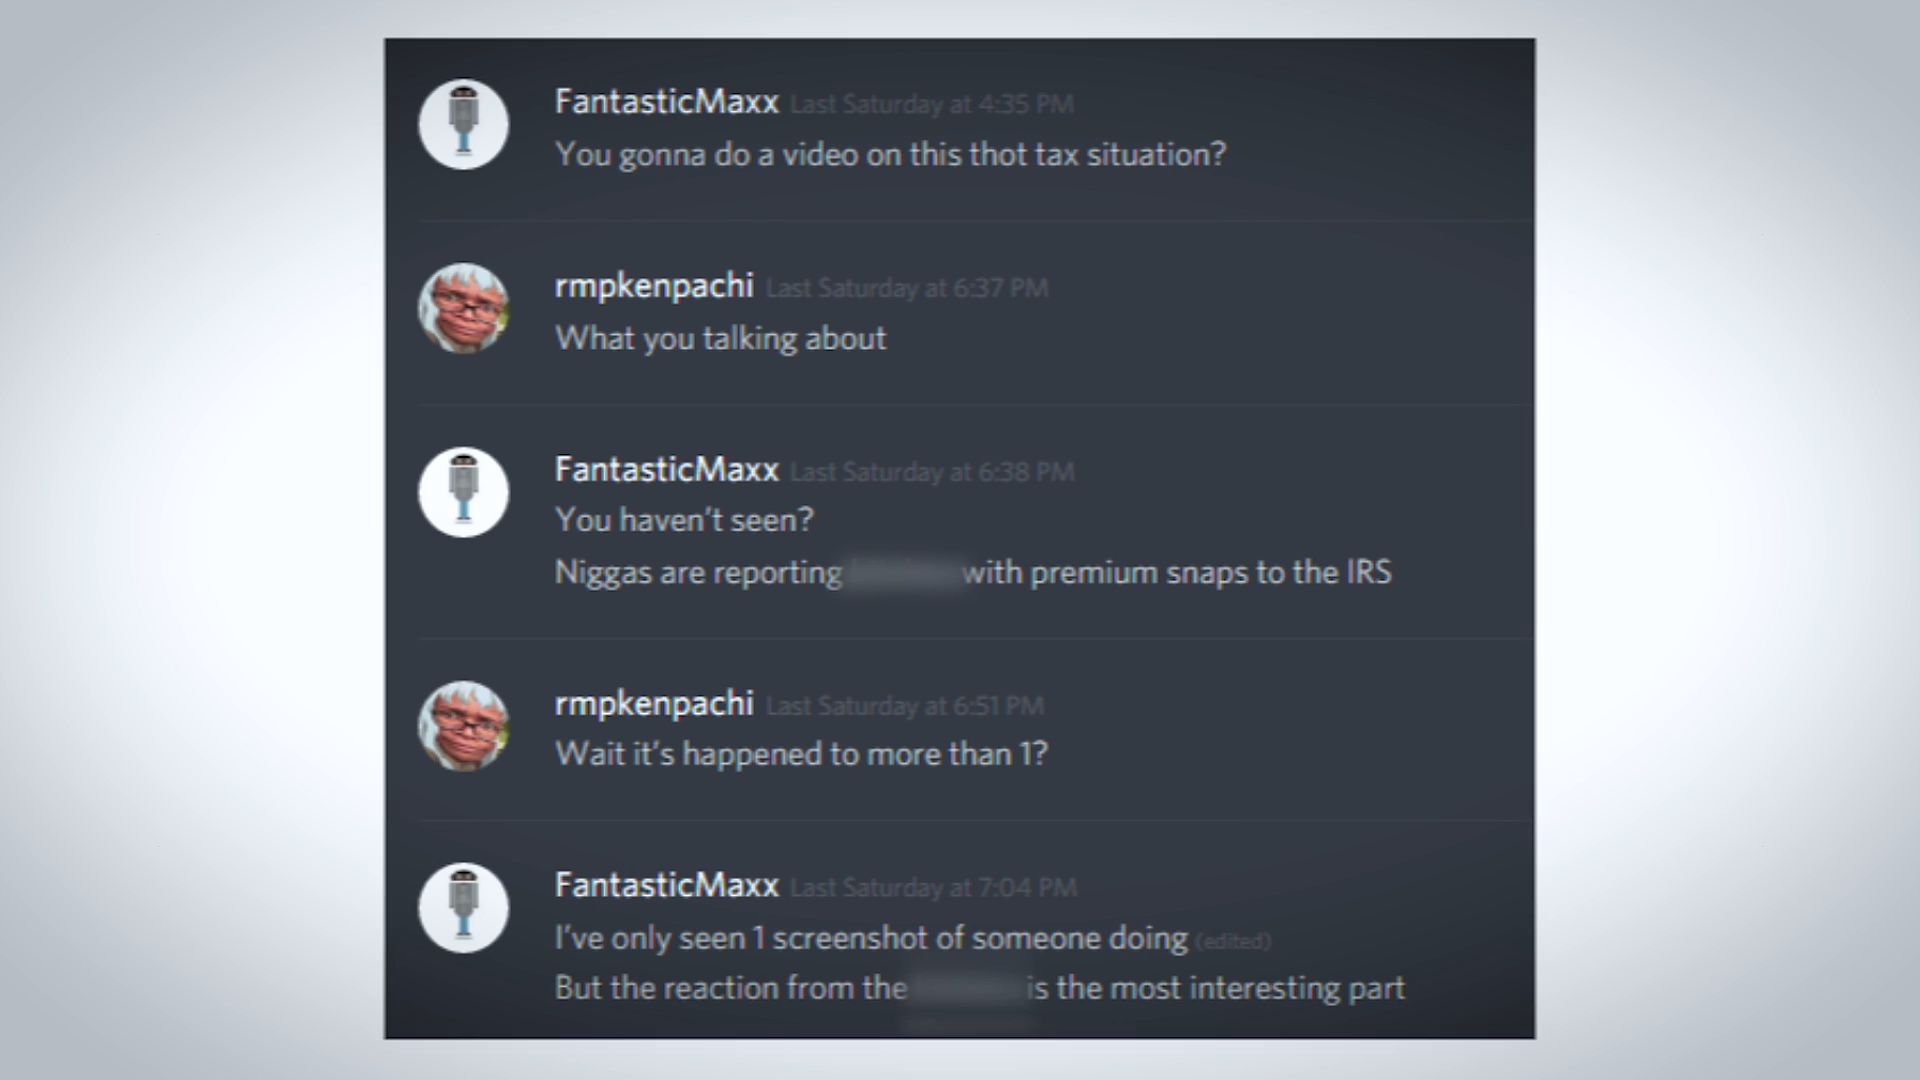 FantasticMaxx Last Saturday at 4:35 PM
You gonna do a video on this thot tax situation?
rmpkenpachi Last Saturday at 6:37 PM
What you talking about
FantasticMaxx Last Saturday at 6:38 PM
You haven't seen?
Niggas are reporting with premium snaps to the IRS
rmpkenpachi Last Saturday at 6:51 PM
Wait it's happened to more than 1?
FantasticMaxx Last Saturday at 7:04 PM
I've only seen 1 screenshot of someone doing (edited)
But the reaction from the is the most interesting part